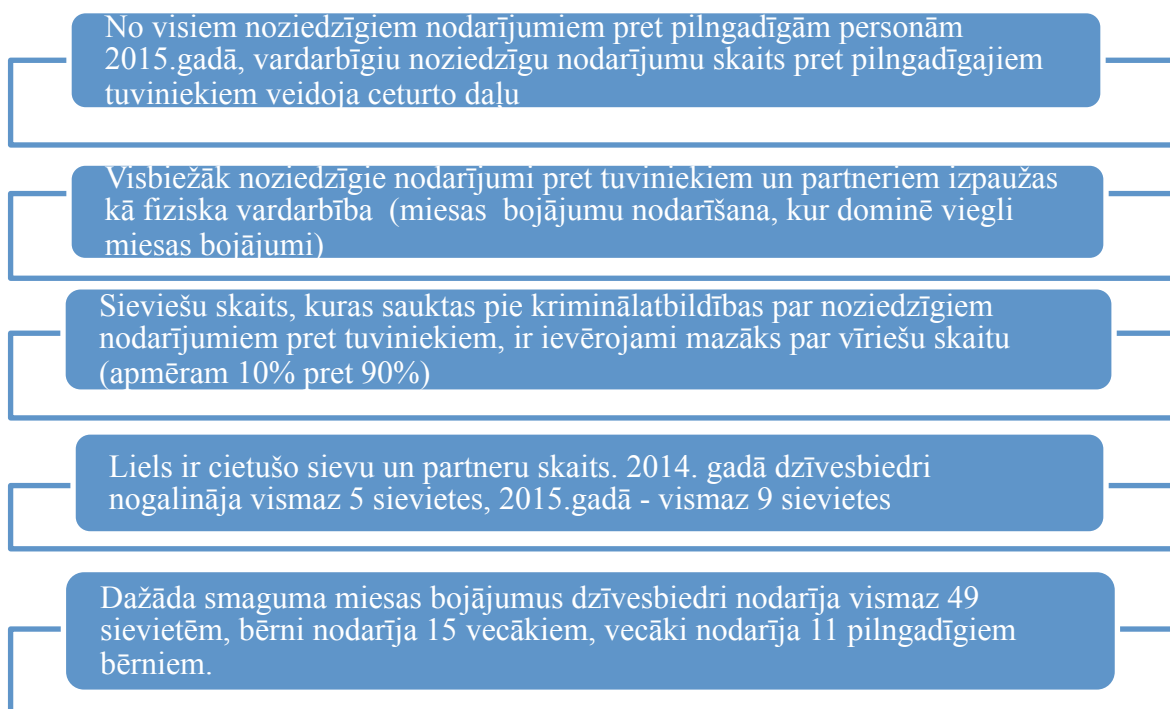 No visiem noziedzīgiem nodarījumiem pret pilngadīgām personām
2015.gadā, vardarbīgiu noziedzīgu nodarījumu skaits pret pilngadīgajiem
tuviniekiem veidoja ceturto daļu
Visbiežāk noziedzīgie nodarījumi pret tuviniekiem un partneriem izpaužas
kā fiziska vardarbība (miesas bojājumu nodarīšana, kur dominē viegli
miesas bojājumi)
Sieviešu skaits, kuras sauktas pie kriminālatbildības par noziedzīgiem
nodarījumiem pret tuviniekiem, ir ievērojami mazāks par vīriešu skaitu
(apmēram 10% pret 90%)
Liels ir cietušo sievu un partneru skaits. 2014. gadā dzīvesbiedri
nogalināja vismaz 5 sievietes, 2015.gadā - vismaz 9 sievietes
Dažāda smaguma miesas bojājumus dzīvesbiedri nodarīja vismaz 49
sievietēm, bērni nodarīja 15 vecākiem, vecāki nodarīja 11 pilngadīgiem
bērniem.